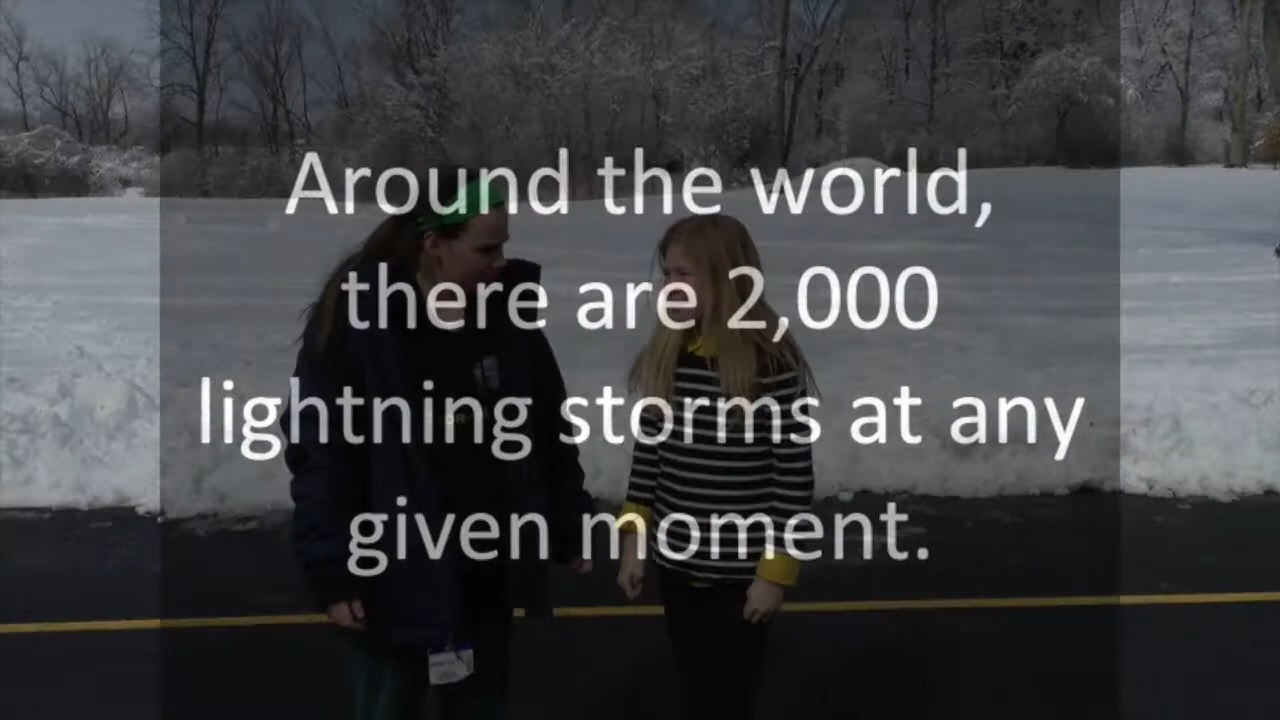 Around the world,
there are 2,000
lightning storms at any
given moment.